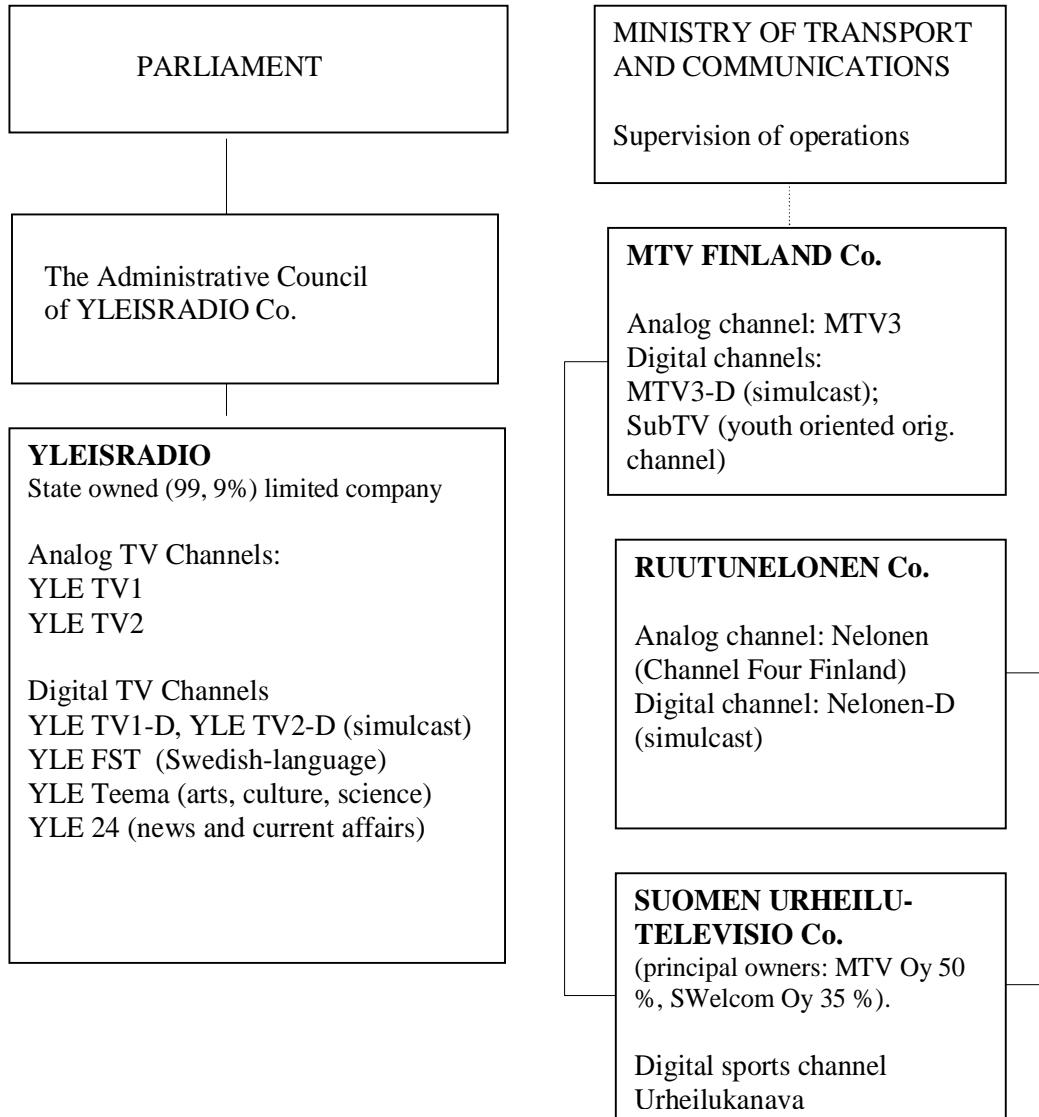 PARLIAMENT
The Administrative Council
of YLEISRADIO Co.
YLEISRADIO
State owned (99, 9%) limited company
Analog TV Channels:
YLE TV1
YLE TV2
Digital TV Channels
YLE TV1-D, YLE TV2-D (simulcast)
YLE FST (Swedish-language)
YLE Teema (arts, culture, science)
YLE 24 (news and current affairs)
MINISTRY OF TRANSPORT
AND COMMUNICATIONS
Supervision of operations
MTV FINLAND Co.
Analog channel: MTV3
Digital channels:
MTV3-D (simulcast);
SubTV (youth oriented orig.
channel)
RUUTUNELONEN Co.
Analog channel: Nelonen
(Channel Four Finland)
Digital channel: Nelonen-D
(simulcast)
SUOMEN URHEILU-
TELEVISIO Co.
(principal owners: MTV Oy 50
%, SWelcom Oy 35 %).
Digital sports channel
Urheilukanava